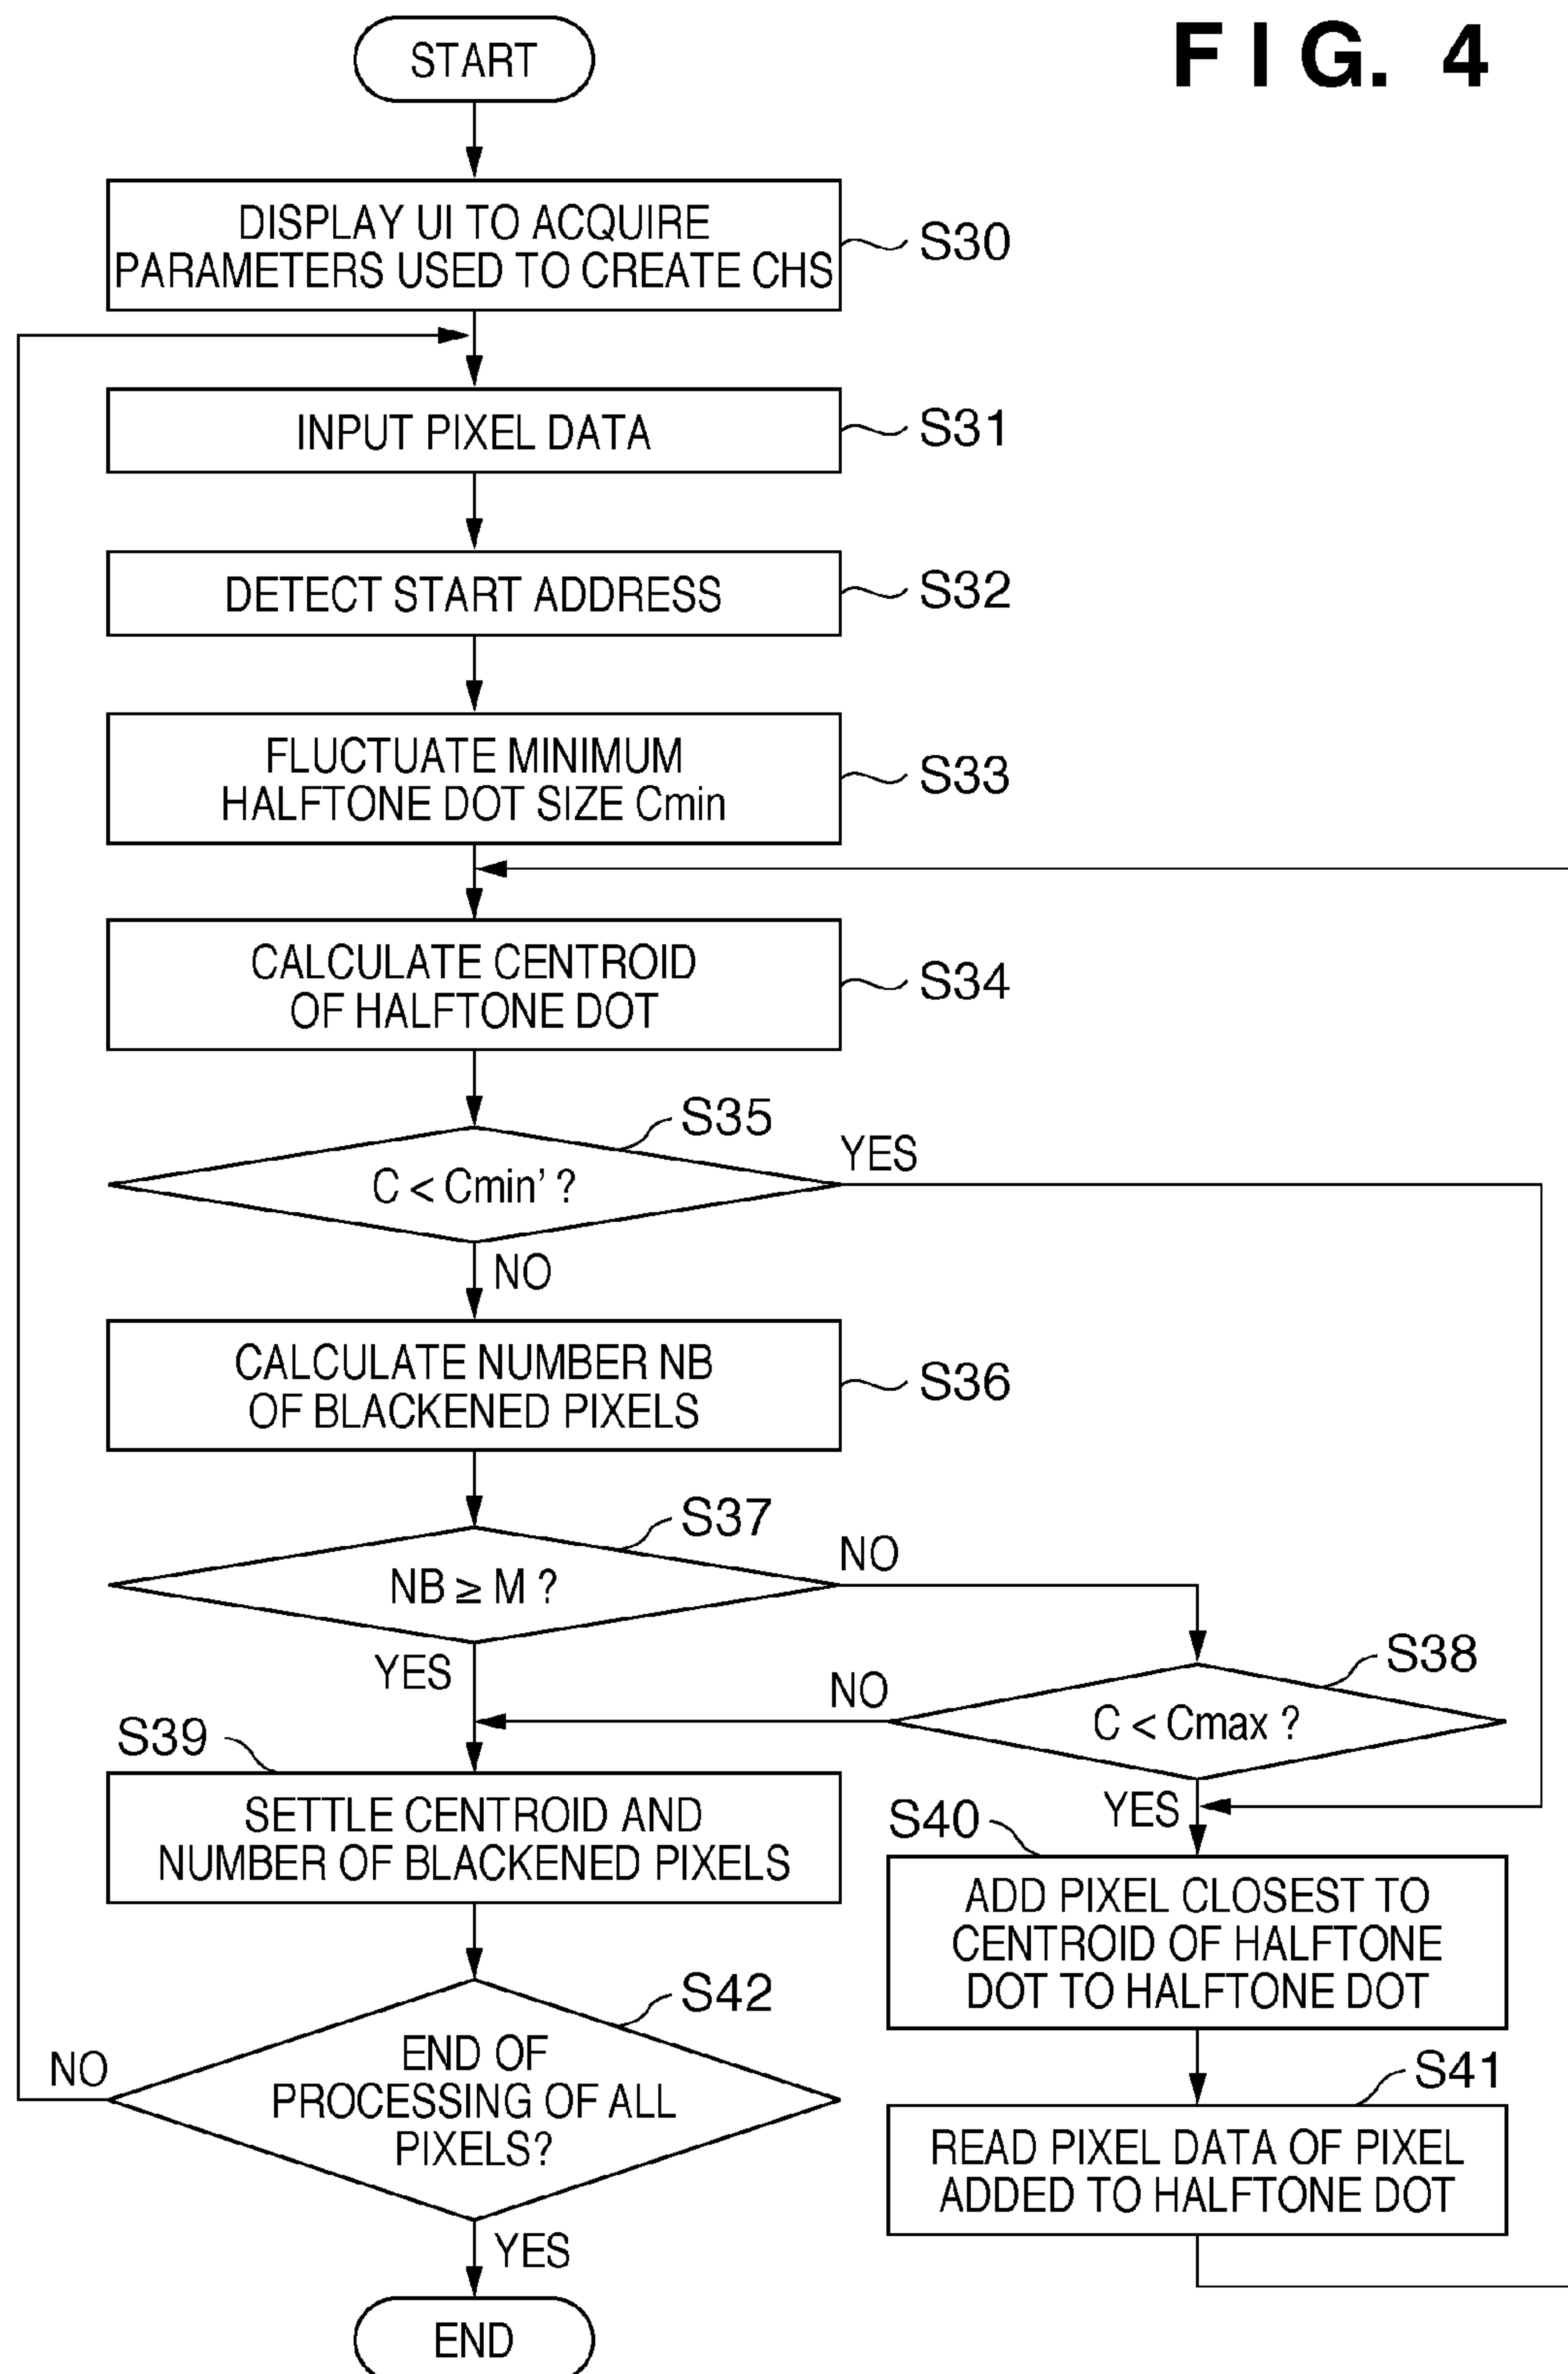 FIG. 4
START
DISPLAY UI TO ACQUIRE
PARAMETERS USED TO CREATE CHS
S30
INPUT PIXEL DATA
S31
DETECT START ADDRESS
S32
FLUCTUATE MINIMUM
HALFTONE DOT SIZE Cmin
S33
CALCULATE CENTROID
OF HALFTONE DOT
S34
S35
C < Cmin' ?
YES
NO
CALCULATE NUMBER NB
OF BLACKENED PIXELS
S36
S37
NB ≥ M ?
NO
YES
S38
C < Cmax ?
NO
YES
S39
SETTLE CENTROID AND
NUMBER OF BLACKENED PIXELS
S40
ADD PIXEL CLOSEST TO
CENTROID OF HALFTONE
DOT TO HALFTONE DOT
S41
READ PIXEL DATA OF PIXEL
ADDED TO HALFTONE DOT
S42
END OF
PROCESSING OF ALL
PIXELS?
NO
YES
END